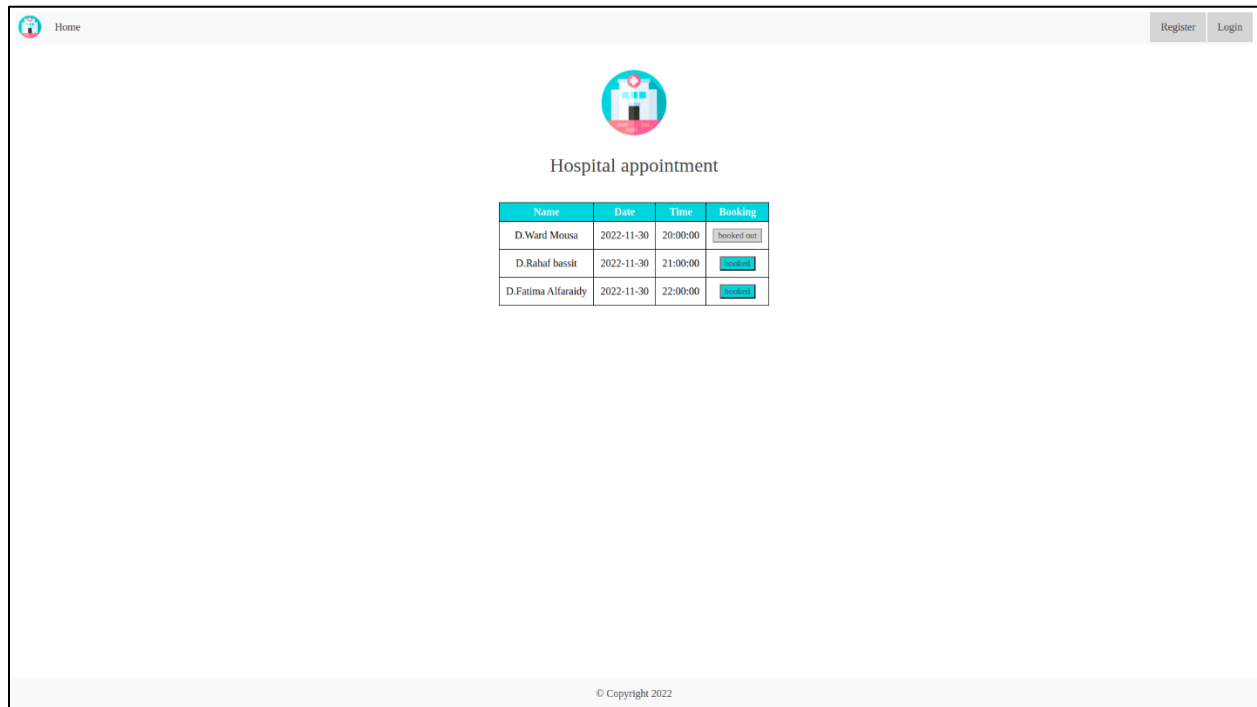 Home Register Login
Hospital appointment
Name Date Time Booking
D.Ward Mousa 2022-11-30 20:00:00 booked out
D.Rahaf bassit 2022-11-30 21:00:00 booked
D.Fatima Alfaraidy 2022-11-30 22:00:00 booked
© Copyright 2022